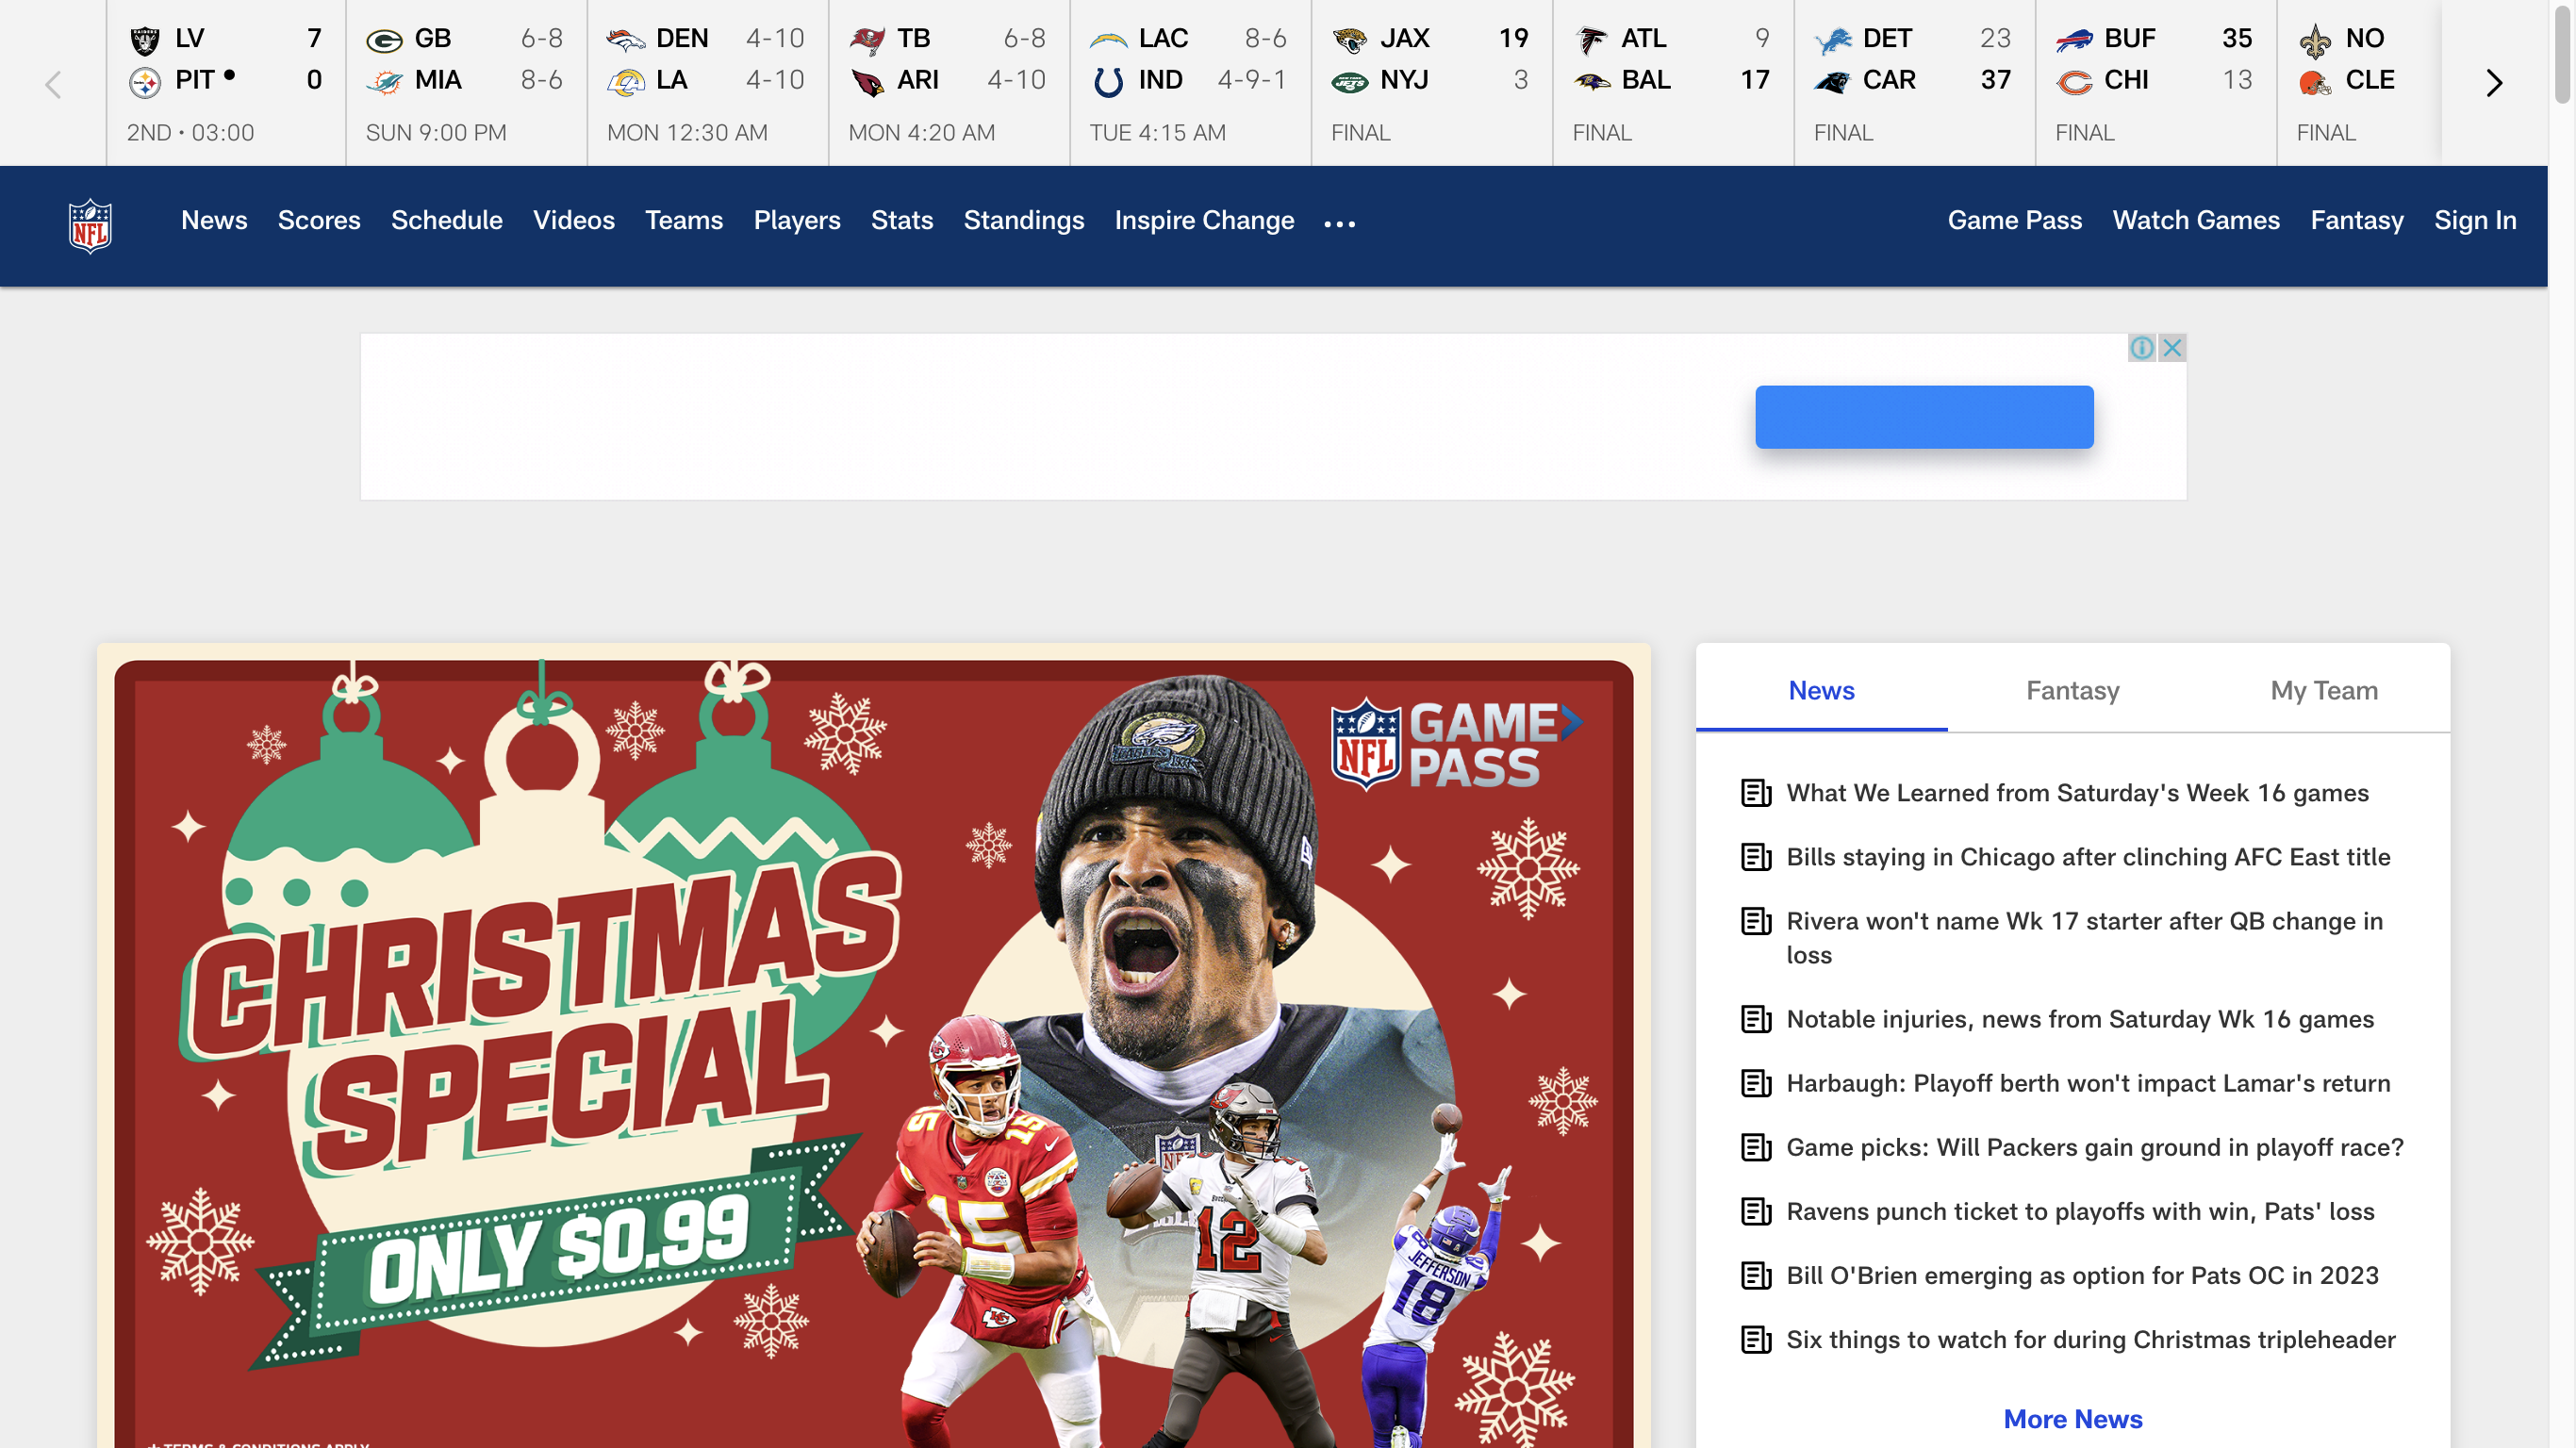 LV 7
PIT • 0
2ND • 03:00
GB 6-8
MIA 8-6
SUN 9:00 PM
DEN 4-10
LA 4-10
MON 12:30 AM
TB 6-8
ARI 4-10
MON 4:20 AM
LAC 8-6
IND 4-9-1
TUE 4:15 AM
JAX 19
NYJ 3
FINAL
ATL 9
BAL 17
FINAL
DET 23
CAR 37
FINAL
BUF 35
CHI 13
FINAL
NO
CLE
FINAL
NFL News Scores Schedule Videos Teams Players Stats Standings Inspire Change ... Game Pass Watch Games Fantasy Sign In
NFL GAME
PASS
CHRISTMAS
SPECIAL
ONLY $0.99
EAGLES
15
15
12
JEFFERSON
18
* TERMS & CONDITIONS APPLY
News Fantasy My Team
What We Learned from Saturday's Week 16 games
Bills staying in Chicago after clinching AFC East title
Rivera won't name Wk 17 starter after QB change in
loss
Notable injuries, news from Saturday Wk 16 games
Harbaugh: Playoff berth won't impact Lamar's return
Game picks: Will Packers gain ground in playoff race?
Ravens punch ticket to playoffs with win, Pats' loss
Bill O'Brien emerging as option for Pats OC in 2023
Six things to watch for during Christmas tripleheader
More News